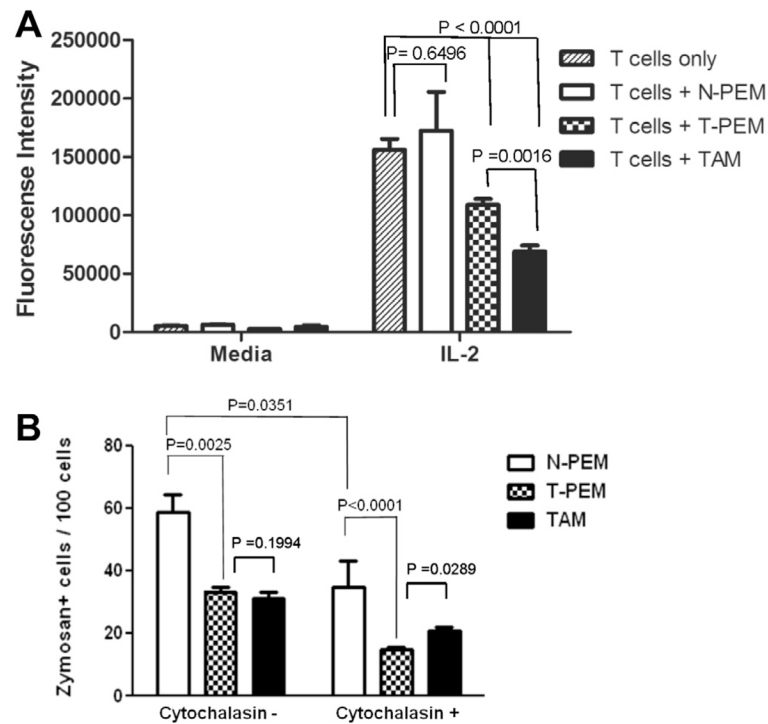 A
Fluorescense Intensity
250000
200000
150000
100000
50000
0
P < 0.0001
P= 0.6496
P =0.0016
T cells only
T cells + N-PEM
T cells + T-PEM
T cells + TAM
Media
IL-2
B
Zymosan+ cells / 100 cells
80
60
40
20
0
P=0.0351
P=0.0025
P =0.1994
P<0.0001
P =0.0289
N-PEM
T-PEM
TAM
Cytochalasin -
Cytochalasin +